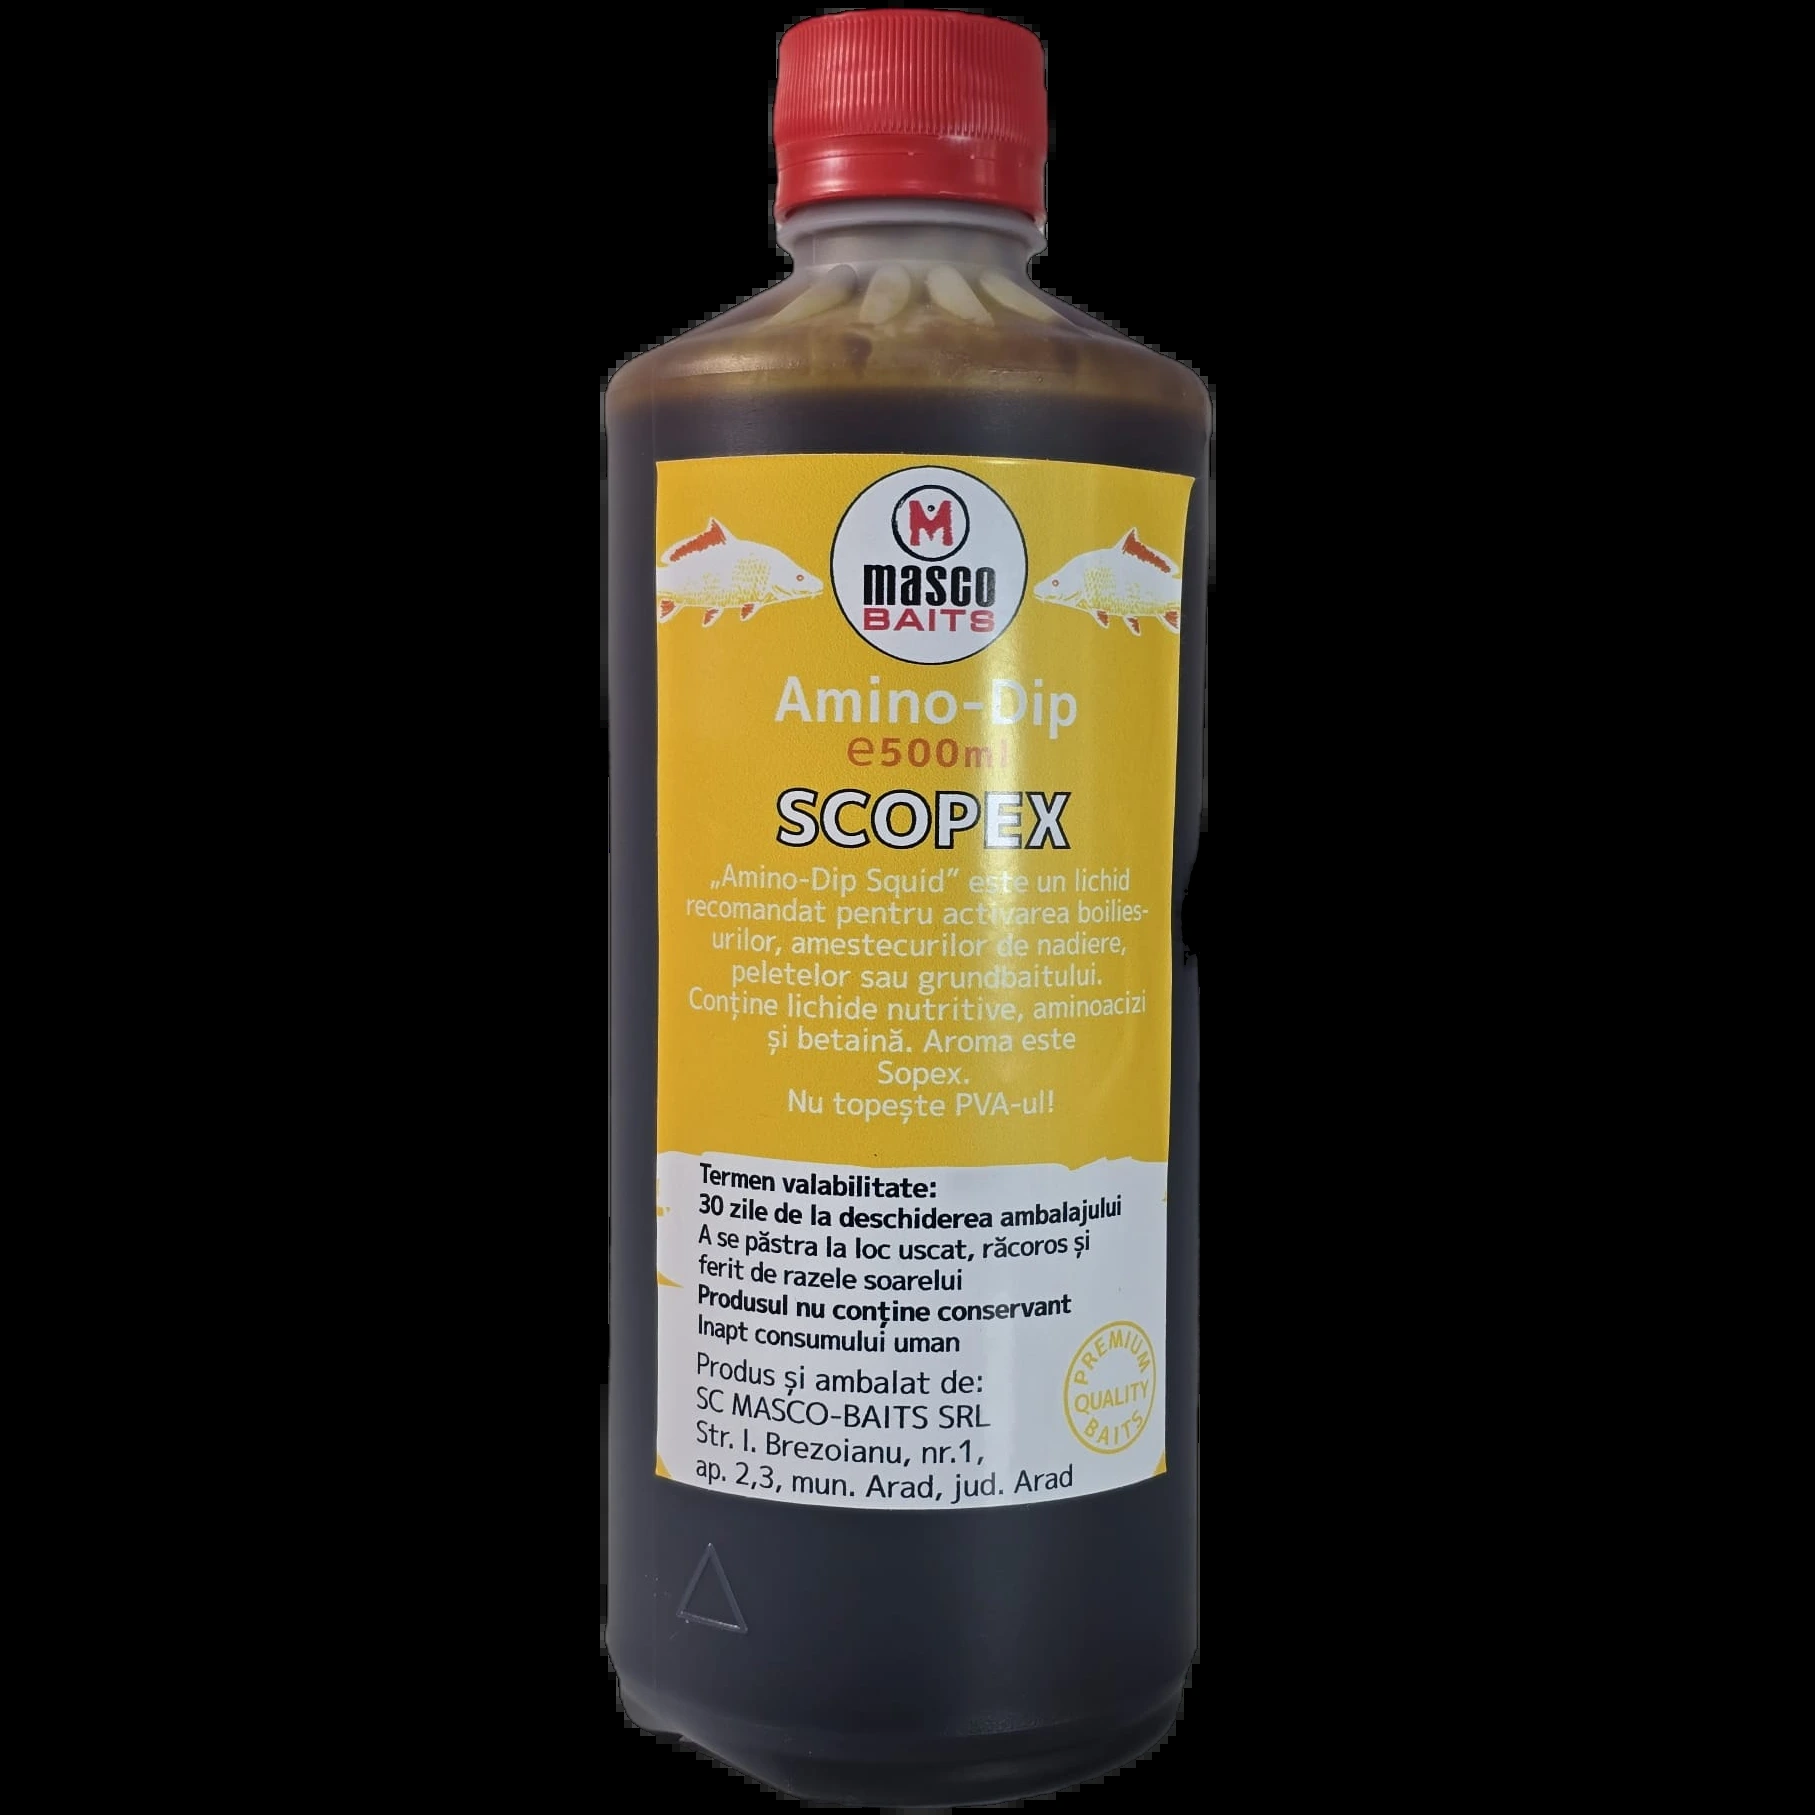 M
masco
BAITS
Amino-Dip
e500ml
SCOPEX
„Amino-Dip Squid” este un lichid
recomandat pentru activarea boilies-
urilor, amestecurilor de nadiere,
peletelor sau grundbaitului.
Conține lichide nutritive, aminoacizi
și betaină. Aroma este
Sopex.
Nu topește PVA-ul!
Termen valabilitate:
30 zile de la deschiderea ambalajului
A se păstra la loc uscat, răcoros și
ferit de razele soarelui
Produsul nu conține conservant
Inapt consumului uman
Produs și ambalat de:
SC MASCO-BAITS SRL
Str. I. Brezoianu, nr.1,
ap. 2,3, mun. Arad, jud. Arad
PREMIUM
QUALITY
BAITS